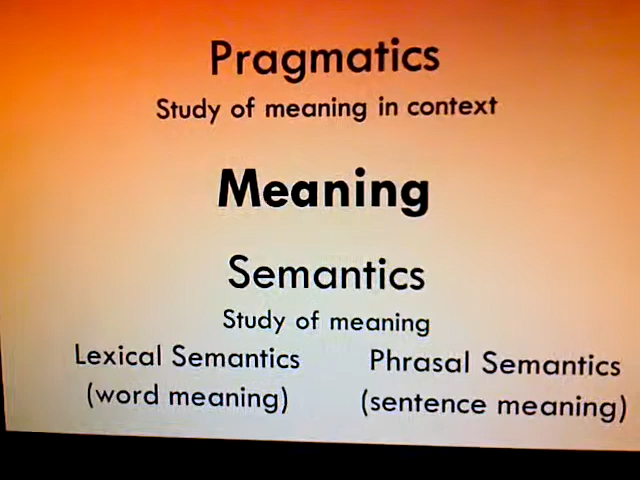 Pragmatics
Study of meaning in context
Meaning
Semantics
Study of meaning
Lexical Semantics Phrasal Semantics
(word meaning) (sentence meaning)